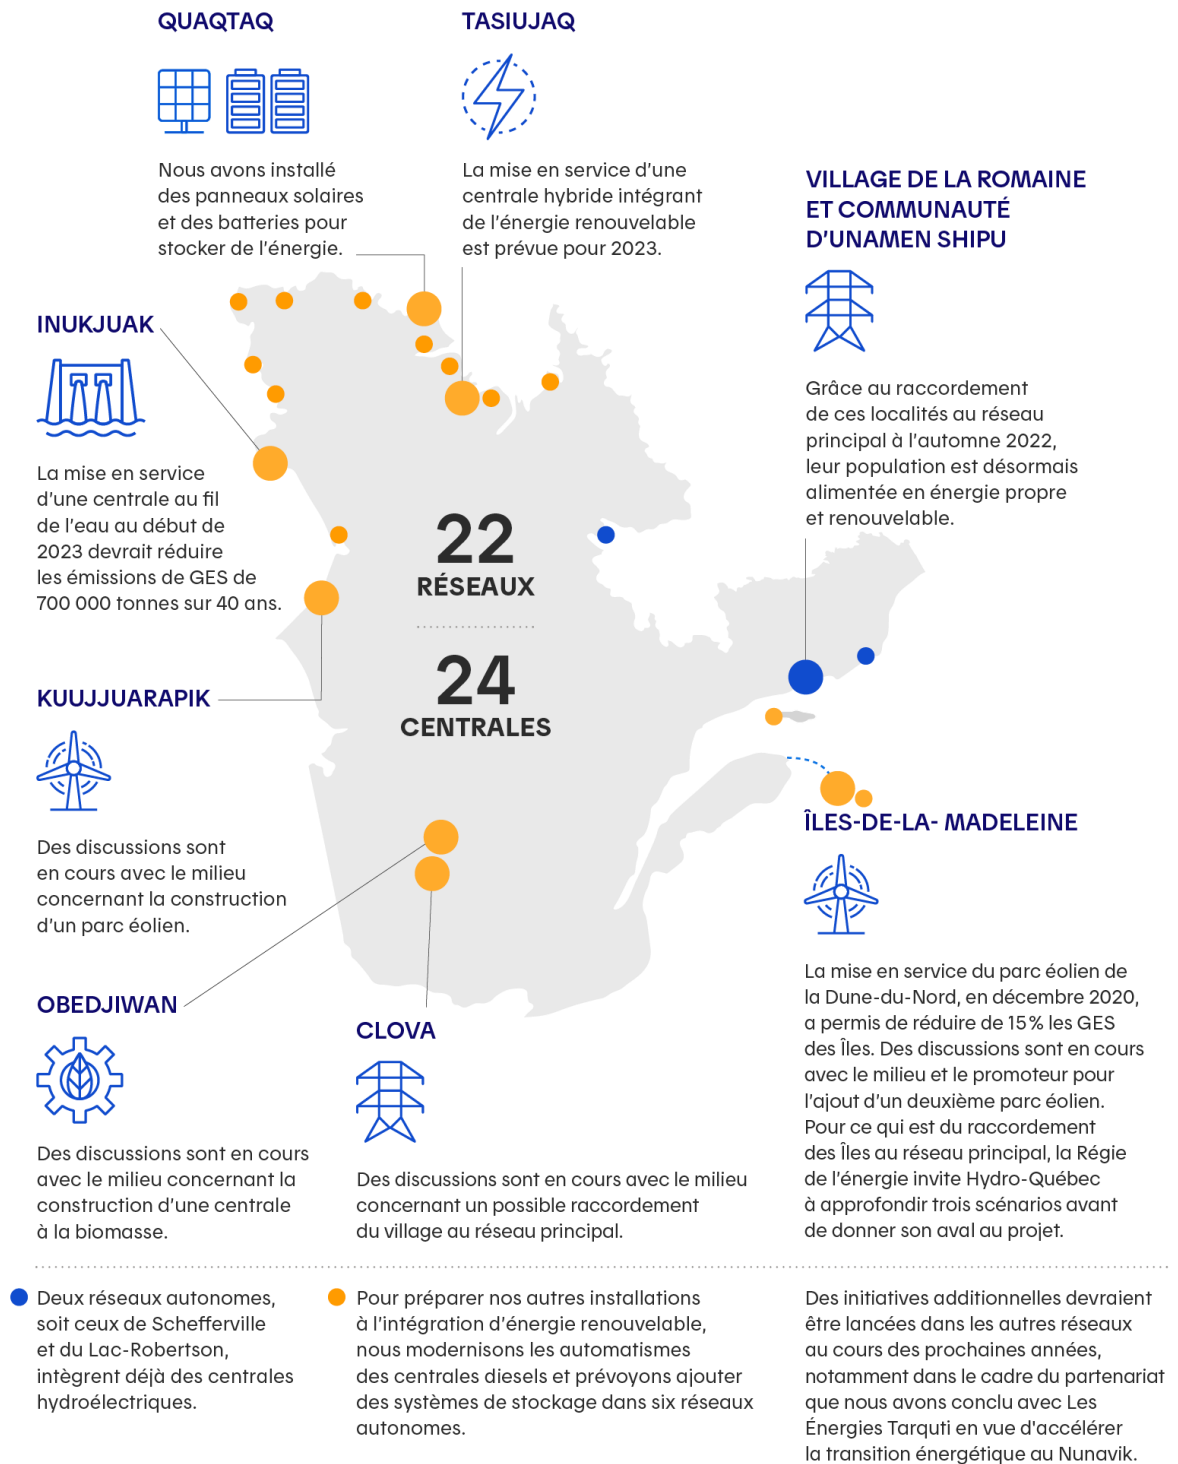 QUAQTAQ
Nous avons installé
des panneaux solaires
et des batteries pour
stocker de l’énergie.
TASIUJAQ
La mise en service d’une
centrale hybride intégrant
de l’énergie renouvelable
est prévue pour 2023.
VILLAGE DE LA ROMAINE
ET COMMUNAUTÉ
D’UNAMEN SHIPU
Grâce au raccordement
de ces localités au réseau
principal à l’automne 2022,
leur population est désormais
alimentée en énergie propre
et renouvelable.
INUKJUAK
La mise en service
d’une centrale au fil
de l’eau au début de
2023 devrait réduire
les émissions de GES de
700 000 tonnes sur 40 ans.
22
RÉSEAUX
24
CENTRALES
KUUJJUARAPIK
Des discussions sont
en cours avec le milieu
concernant la construction
d’un parc éolien.
ÎLES-DE-LA- MADELEINE
La mise en service du parc éolien de
la Dune-du-Nord, en décembre 2020,
a permis de réduire de 15 % les GES
des Îles. Des discussions sont en cours
avec le milieu et le promoteur pour
l’ajout d’un deuxième parc éolien.
Pour ce qui est du raccordement
des Îles au réseau principal, la Régie
de l’énergie invite Hydro-Québec
à approfondir trois scénarios avant
de donner son aval au projet.
OBEDJIWAN
Des discussions sont en cours
avec le milieu concernant la
construction d’une centrale
à la biomasse.
CLOVA
Des discussions sont en cours avec le milieu
concernant un possible raccordement
du village au réseau principal.
Deux réseaux autonomes,
soit ceux de Schefferville
et du Lac-Robertson,
intègrent déjà des centrales
hydroélectriques.
Pour préparer nos autres installations
à l’intégration d’énergie renouvelable,
nous modernisons les automatismes
des centrales diesels et prévoyons ajouter
des systèmes de stockage dans six réseaux
autonomes.
Des initiatives additionnelles devraient
être lancées dans les autres réseaux
au cours des prochaines années,
notamment dans le cadre du partenariat
que nous avons conclu avec Les
Énergies Tarquti en vue d'accélérer
la transition énergétique au Nunavik.